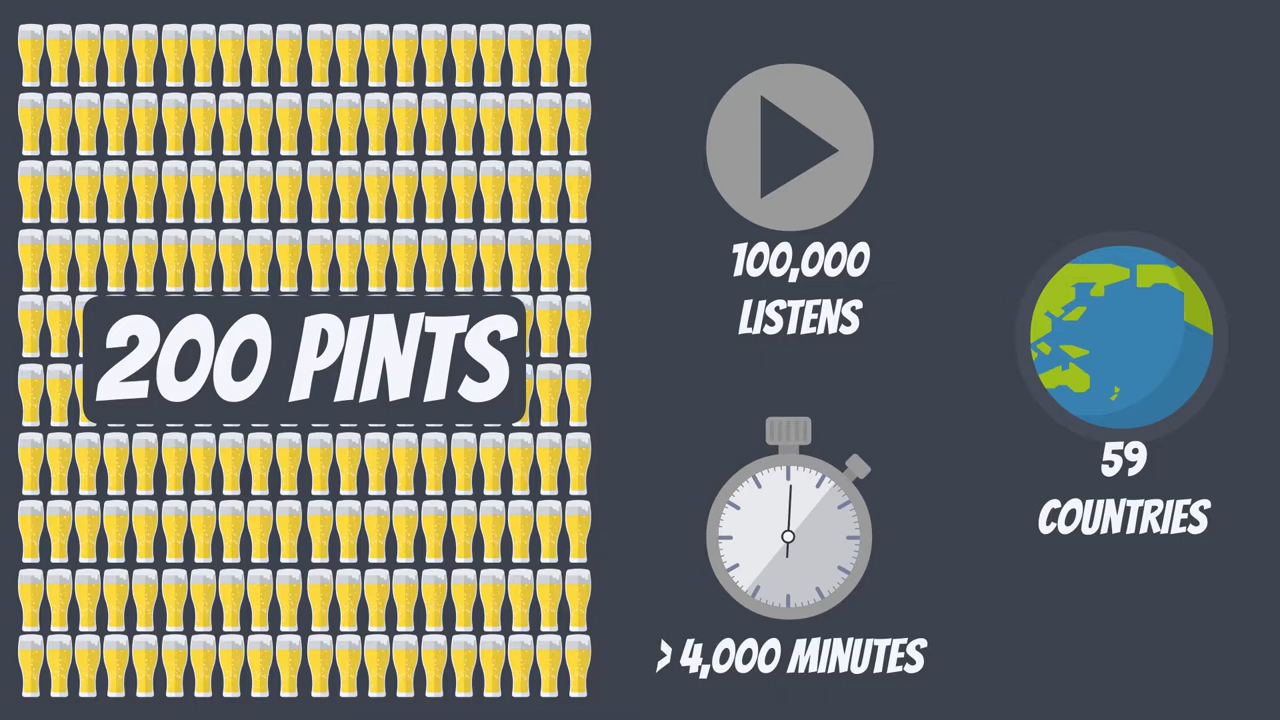 200 PINTS
100,000
LISTENS
> 4,000 MINUTES
59
COUNTRIES